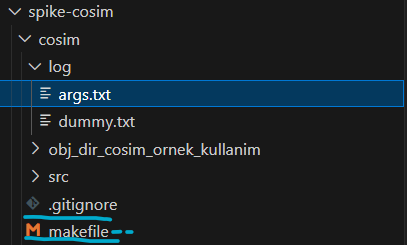 spike-cosim
cosim
log
args.txt
dummy.txt
obj_dir_cosim_ornek_kullanim
src
.gitignore
makefile